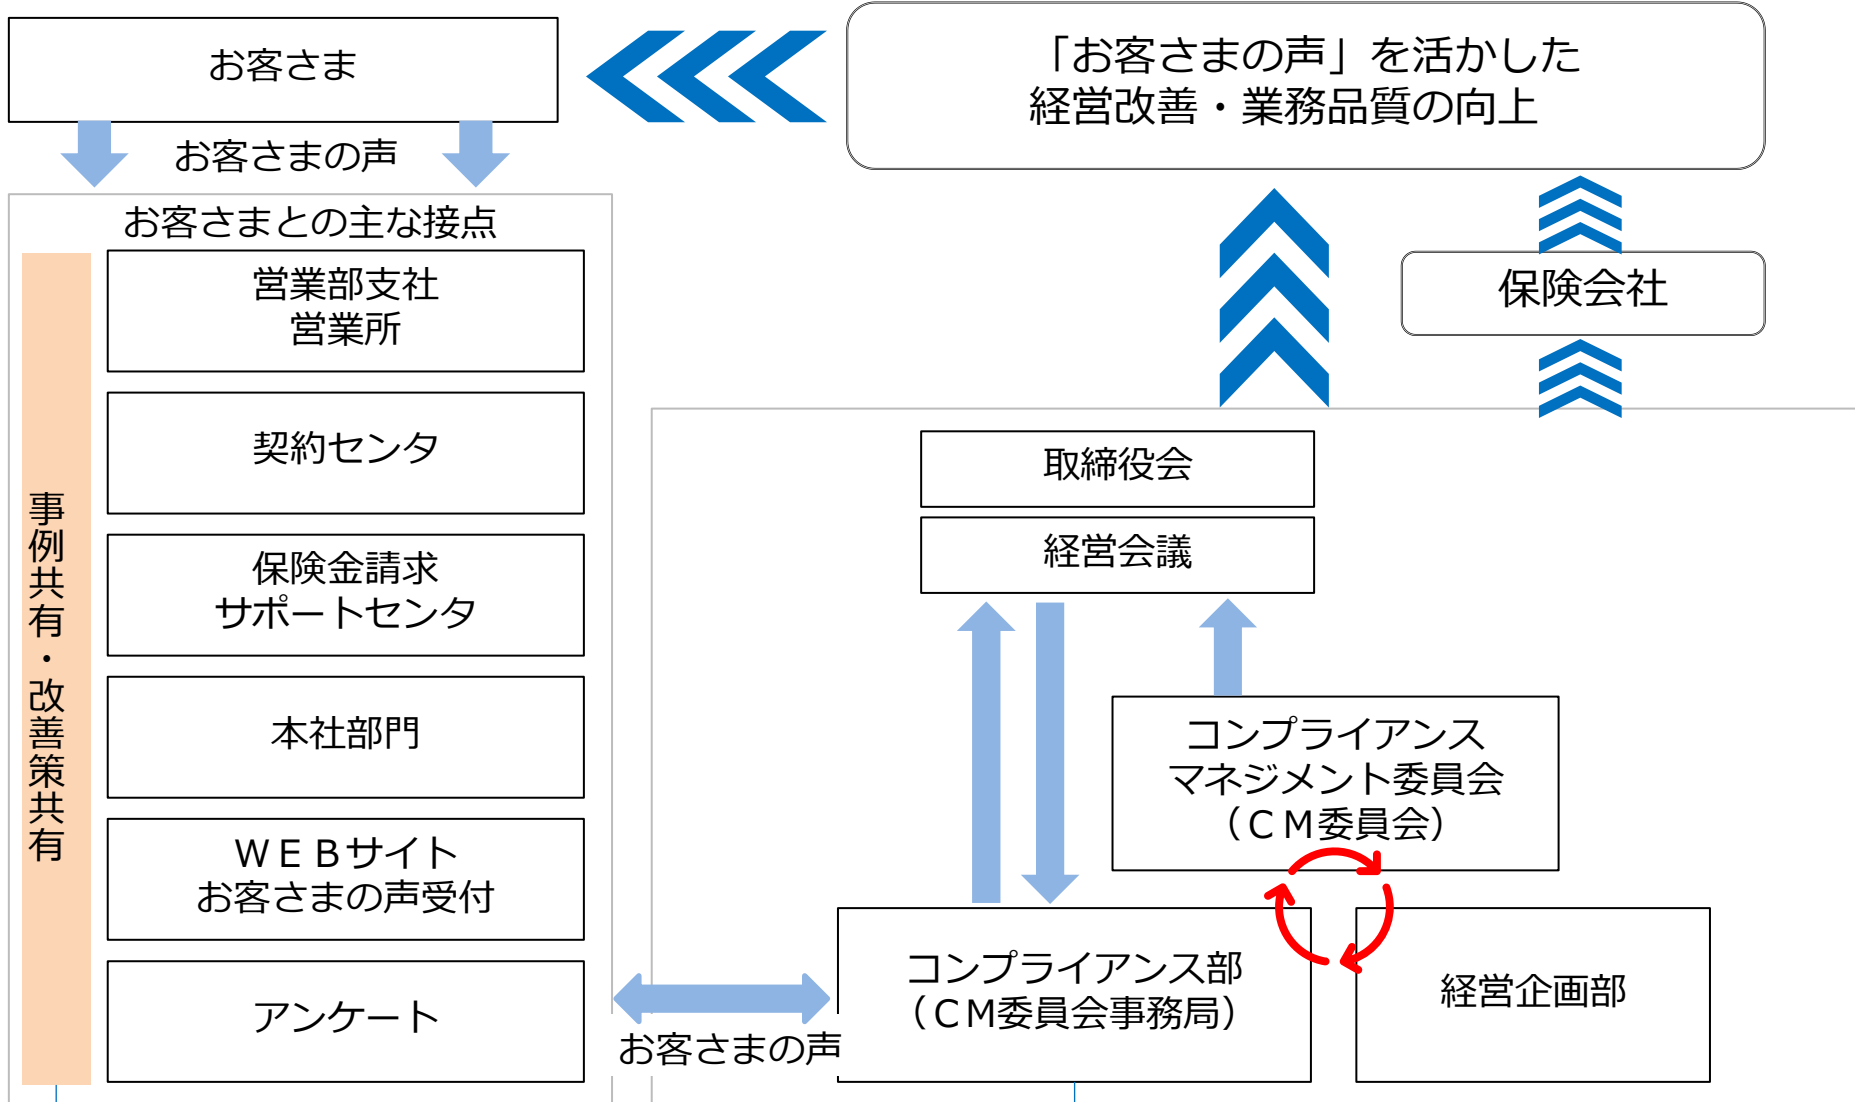 お客さま
「お客さまの声」を活かした
経営改善・業務品質の向上
お客さまの声
お客さまとの主な接点
事例共有・改善策共有
営業部支社
営業所
契約センタ
保険金請求
サポートセンタ
本社部門
ＷＥＢサイト
お客さまの声受付
アンケート
お客さまの声
保険会社
取締役会
経営会議
コンプライアンス
マネジメント委員会
（ＣＭ委員会）
コンプライアンス部
（ＣＭ委員会事務局）
経営企画部